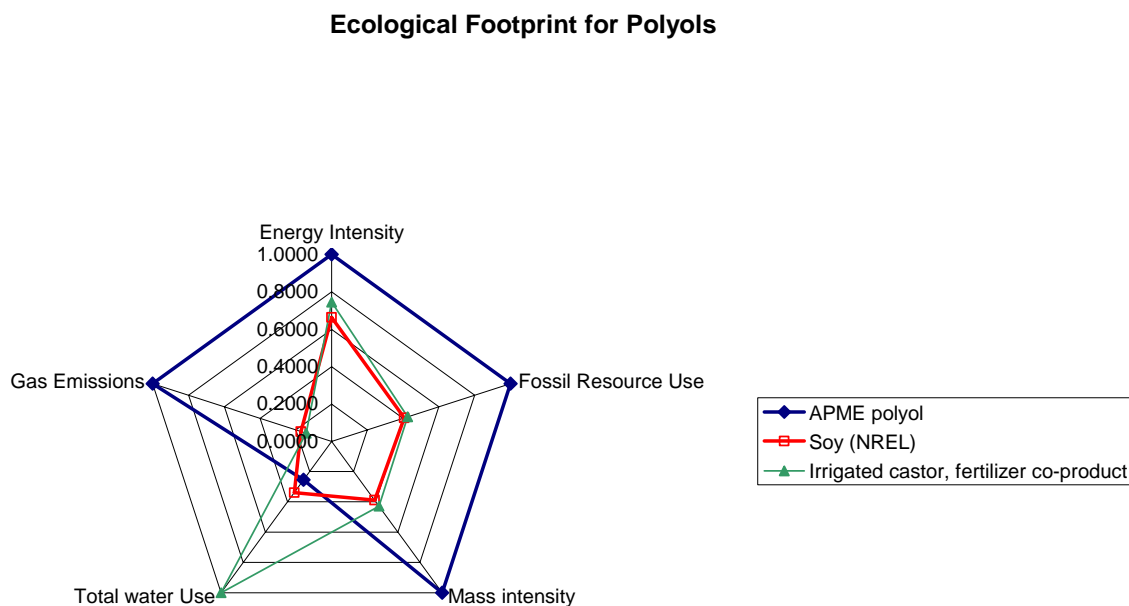 Ecological Footprint for Polyols
Energy Intensity
1.0000
0.8000
0.6000
0.4000
0.2000
0.0000
Gas Emissions
Fossil Resource Use
Total water Use
Mass intensity
APME polyol
Soy (NREL)
Irrigated castor, fertilizer co-product